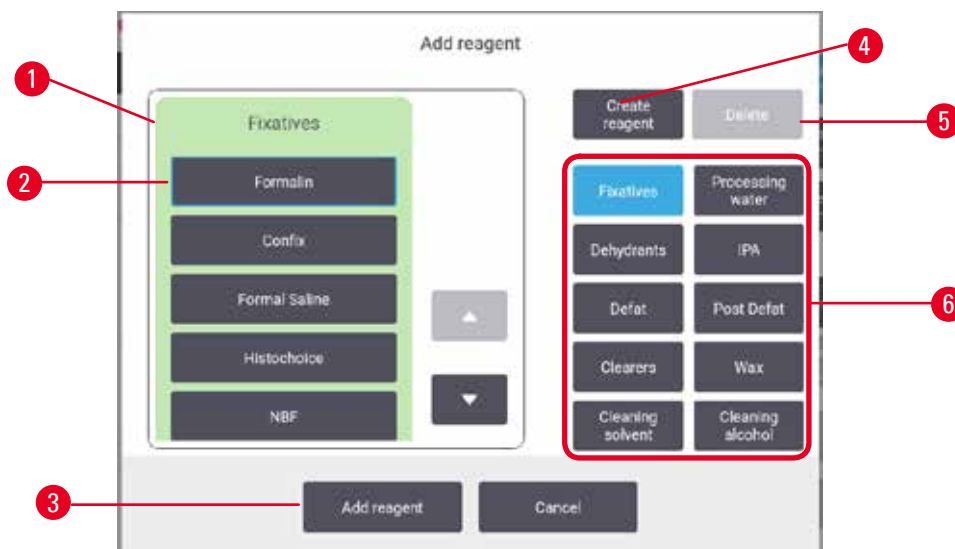 Add reagent
1
Fixatives
2
Formalin
Confix
Formal Saline
Histochoice
NBF
4
Create
reagent
Delete
5
Fixatives
Processing
water
Dehydrants
IPA
Defat
Post Defat
6
Clearers
Wax
Cleaning
solvent
Cleaning
alcohol
3
Add reagent
Cancel